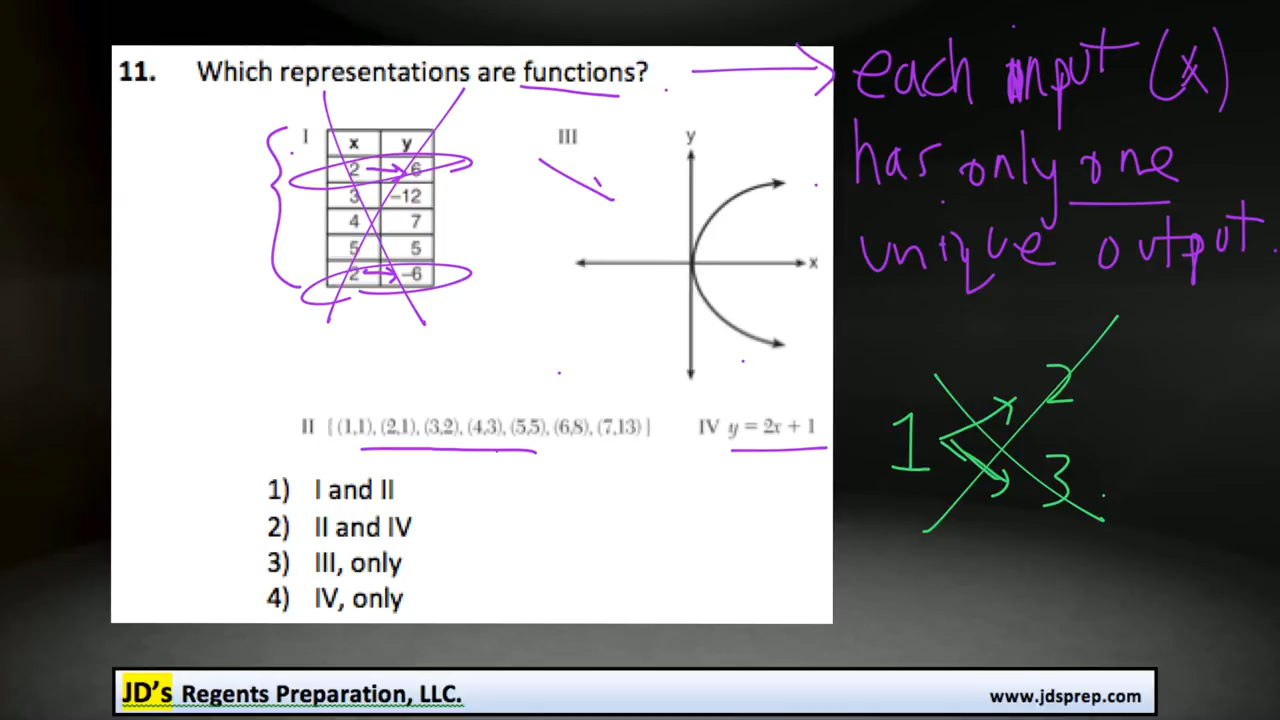 11. Which representations are functions?
each input (x)
has only one
unique output.
I
x y
2 6
3 -12
4 7
5 5
2 -6
III
y
x
II { (1,1), (2,1), (3,2), (4,3), (5,5), (6,8), (7,13) }
IV y = 2x + 1
1 2
3
1) I and II
2) II and IV
3) III, only
4) IV, only
JD's Regents Preparation, LLC.
www.jdsprep.com